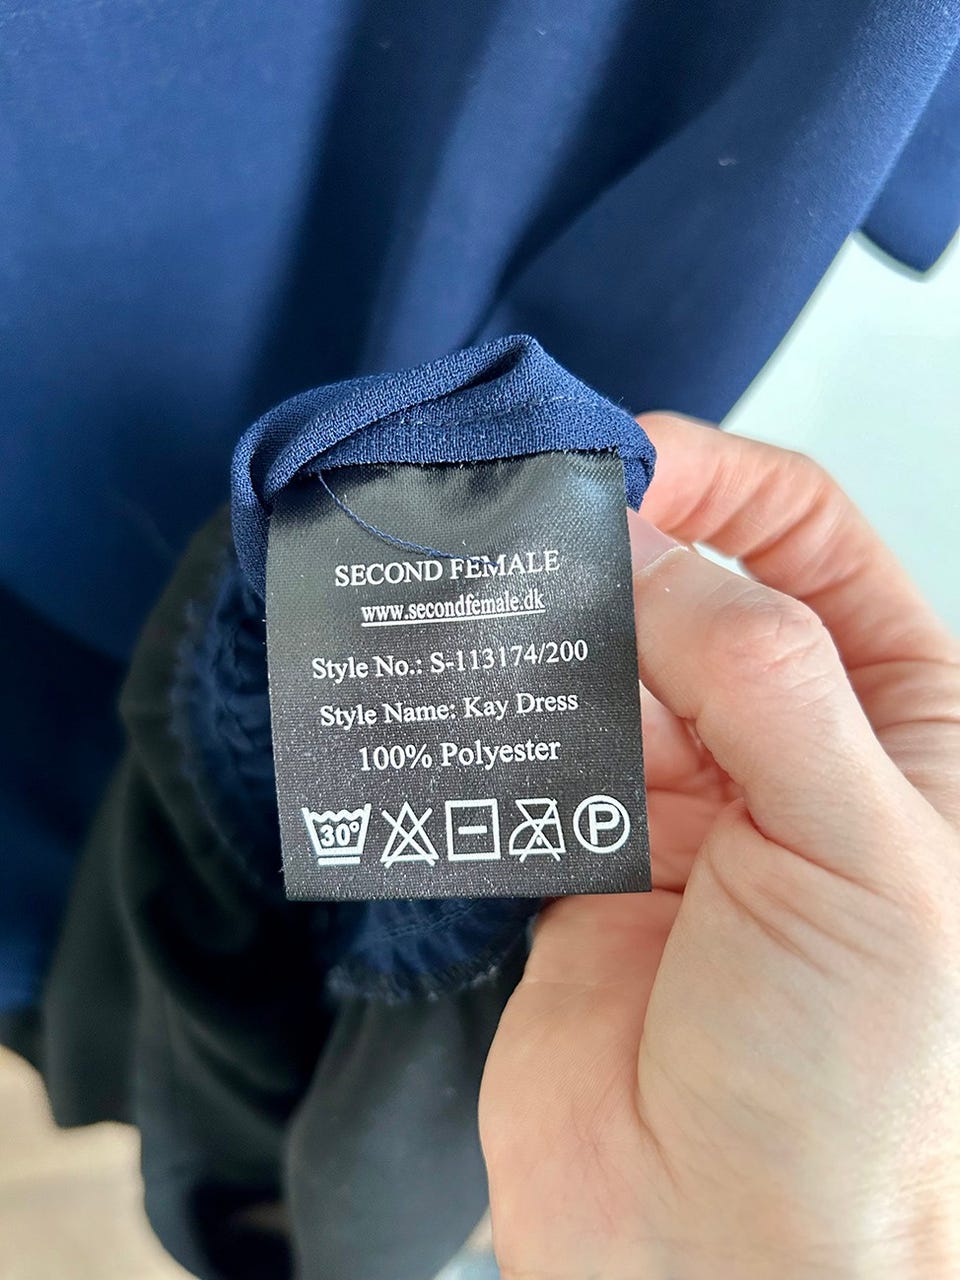 SECOND FEMALE
www.secondfemale.dk
Style No.: S-113174/200
Style Name: Kay Dress
100% Polyester
30° P